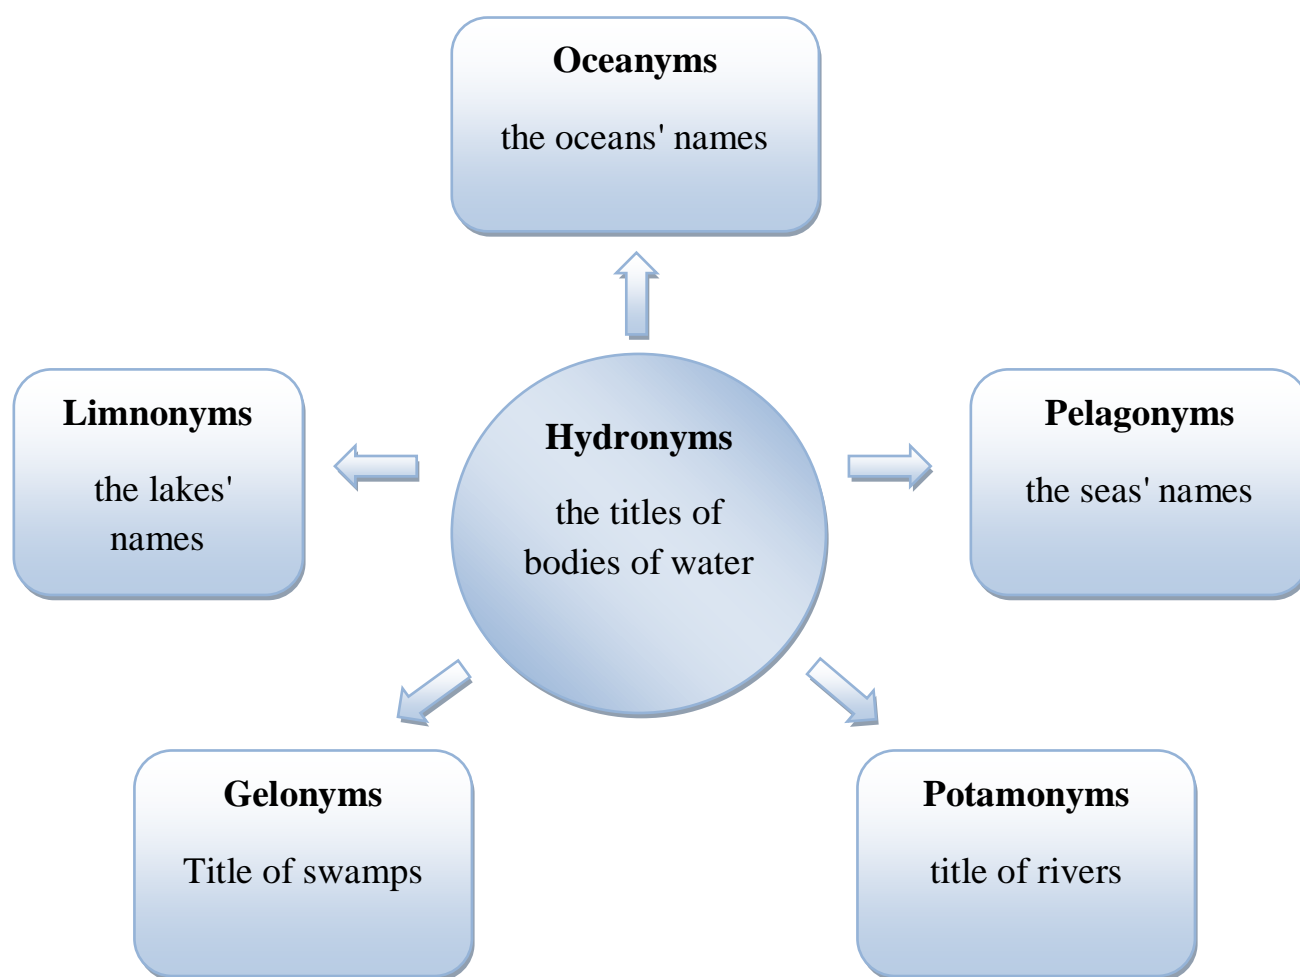 Oceanyms
the oceans' names
Limnonyms
the lakes'
names
Hydronyms
the titles of
bodies of water
Pelagonyms
the seas' names
Gelonyms
Title of swamps
Potamonyms
title of rivers